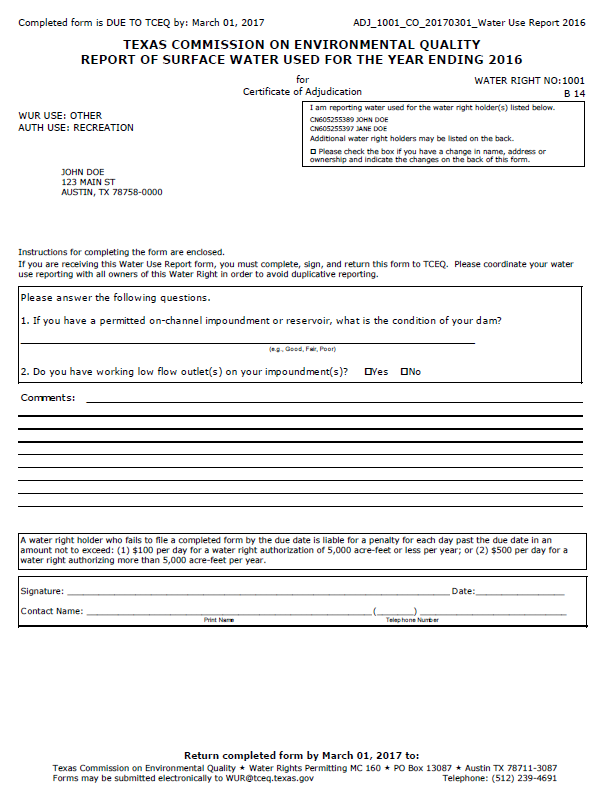 Completed form is DUE TO TCEQ by: March 01, 2017 ADJ_1001_CO_20170301_Water Use Report 2016
TEXAS COMMISSION ON ENVIRONMENTAL QUALITY
REPORT OF SURFACE WATER USED FOR THE YEAR ENDING 2016
for
Certificate of Adjudication
WATER RIGHT NO:1001
B 14
WUR USE: OTHER
AUTH USE: RECREATION
I am reporting water used for the water right holder(s) listed below.
CN605255389 JOHN DOE
CN605255397 JANE DOE
Additional water right holders may be listed on the back.
☐ Please check the box if you have a change in name, address or
ownership and indicate the changes on the back of this form.
JOHN DOE
123 MAIN ST
AUSTIN, TX 78758-0000
Instructions for completing the form are enclosed.
If you are receiving this Water Use Report form, you must complete, sign, and return this form to TCEQ. Please coordinate your water
use reporting with all owners of this Water Right in order to avoid duplicative reporting.
Please answer the following questions.
1. If you have a permitted on-channel impoundment or reservoir, what is the condition of your dam?
(e.g., Good, Fair, Poor)
2. Do you have working low flow outlet(s) on your impoundment(s)? ☐Yes ☐No
Comments:
A water right holder who fails to file a completed form by the due date is liable for a penalty for each day past the due date in an
amount not to exceed: (1) $100 per day for a water right authorization of 5,000 acre-feet or less per year; or (2) $500 per day for a
water right authorizing more than 5,000 acre-feet per year.
Signature: Date:
Contact Name: ( )
Print Name Telephone Number
Return completed form by March 01, 2017 to:
Texas Commission on Environmental Quality ★ Water Rights Permitting MC 160 ★ PO Box 13087 ★ Austin TX 78711-3087
Forms may be submitted electronically to WUR@tceq.texas.gov Telephone: (512) 239-4691